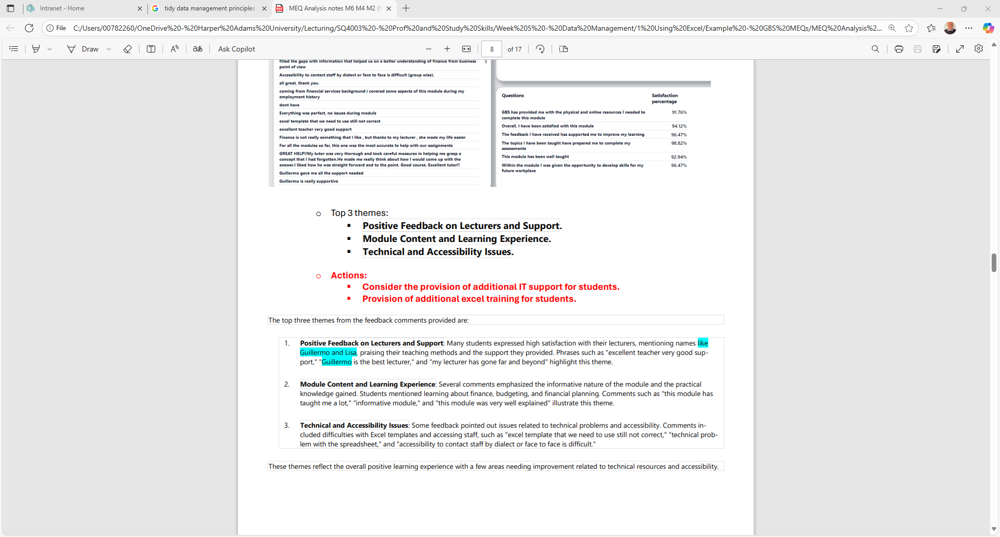 Intranet - Home
tidy data management principles
MEQ Analysis notes M6 M4 M2 (
File
C:/Users/00782260/OneDrive%20-%20Harper%20Adams%20University/Lecturing/SQ4003%20-%20Prof%20and%20Study%20Skills/Week%205%20-%20Data%20Management/1%20Using%20Excel/Example%20-%20GBS%20MEQs/MEQ%20Analysis%2...
Draw
Ask Copilot
8 of 17
filled the gaps with information that helped us on a better understanding of finance from business
point of view
Accessibility to contact staff by dialect or face to face is difficult (group wise).
all great, thank you.
coming from financial services background i covered some aspects of this module during my
employment history
dont have
Everything was perfect, no issues during module
excel template that we need to use still not correct
excellent teacher very good support
Finance is not really something that I like , but thanks to my lecturer , she made my life easier
For all the modules so far, this one was the most accurate to help with our assignments
GREAT HELP!!My tutor was very thorough and took careful measures in helping me grasp a
concept that I had forgotten.He made me really think about how I would come up with the
answer.I liked how he was straight forward and to the point. Good course. Excellent tutor!!
Guillermo gave me all the support needed
Guillermo is really supportive
Questions
Satisfaction
percentage
GBS has provided me with the physical and online resources I needed to 91.76%
complete this module
Overall, I have been satisfied with this module 94.12%
The feedback I have received has supported me to improve my learning 96.47%
The topics I have been taught have prepared me to complete my 98.82%
assessments
This module has been well taught 92.94%
Within the module I was given the opportunity to develop skills for my 96.47%
future workplace
o Top 3 themes:
▪ Positive Feedback on Lecturers and Support.
▪ Module Content and Learning Experience.
▪ Technical and Accessibility Issues.
o Actions:
▪ Consider the provision of additional IT support for students.
▪ Provision of additional excel training for students.
The top three themes from the feedback comments provided are:
1. Positive Feedback on Lecturers and Support: Many students expressed high satisfaction with their lecturers, mentioning names like
Guillermo and Lisa, praising their teaching methods and the support they provided. Phrases such as "excellent teacher very good sup-
port," "Guillermo is the best lecturer," and "my lecturer has gone far and beyond" highlight this theme.
2. Module Content and Learning Experience: Several comments emphasized the informative nature of the module and the practical
knowledge gained. Students mentioned learning about finance, budgeting, and financial planning. Comments such as "this module has
taught me a lot," "informative module," and "this module was very well explained" illustrate this theme.
3. Technical and Accessibility Issues: Some feedback pointed out issues related to technical problems and accessibility. Comments in-
cluded difficulties with Excel templates and accessing staff, such as "excel template that we need to use still not correct," "technical prob-
lem with the spreadsheet," and "accessibility to contact staff by dialect or face to face is difficult."
These themes reflect the overall positive learning experience with a few areas needing improvement related to technical resources and accessibility.